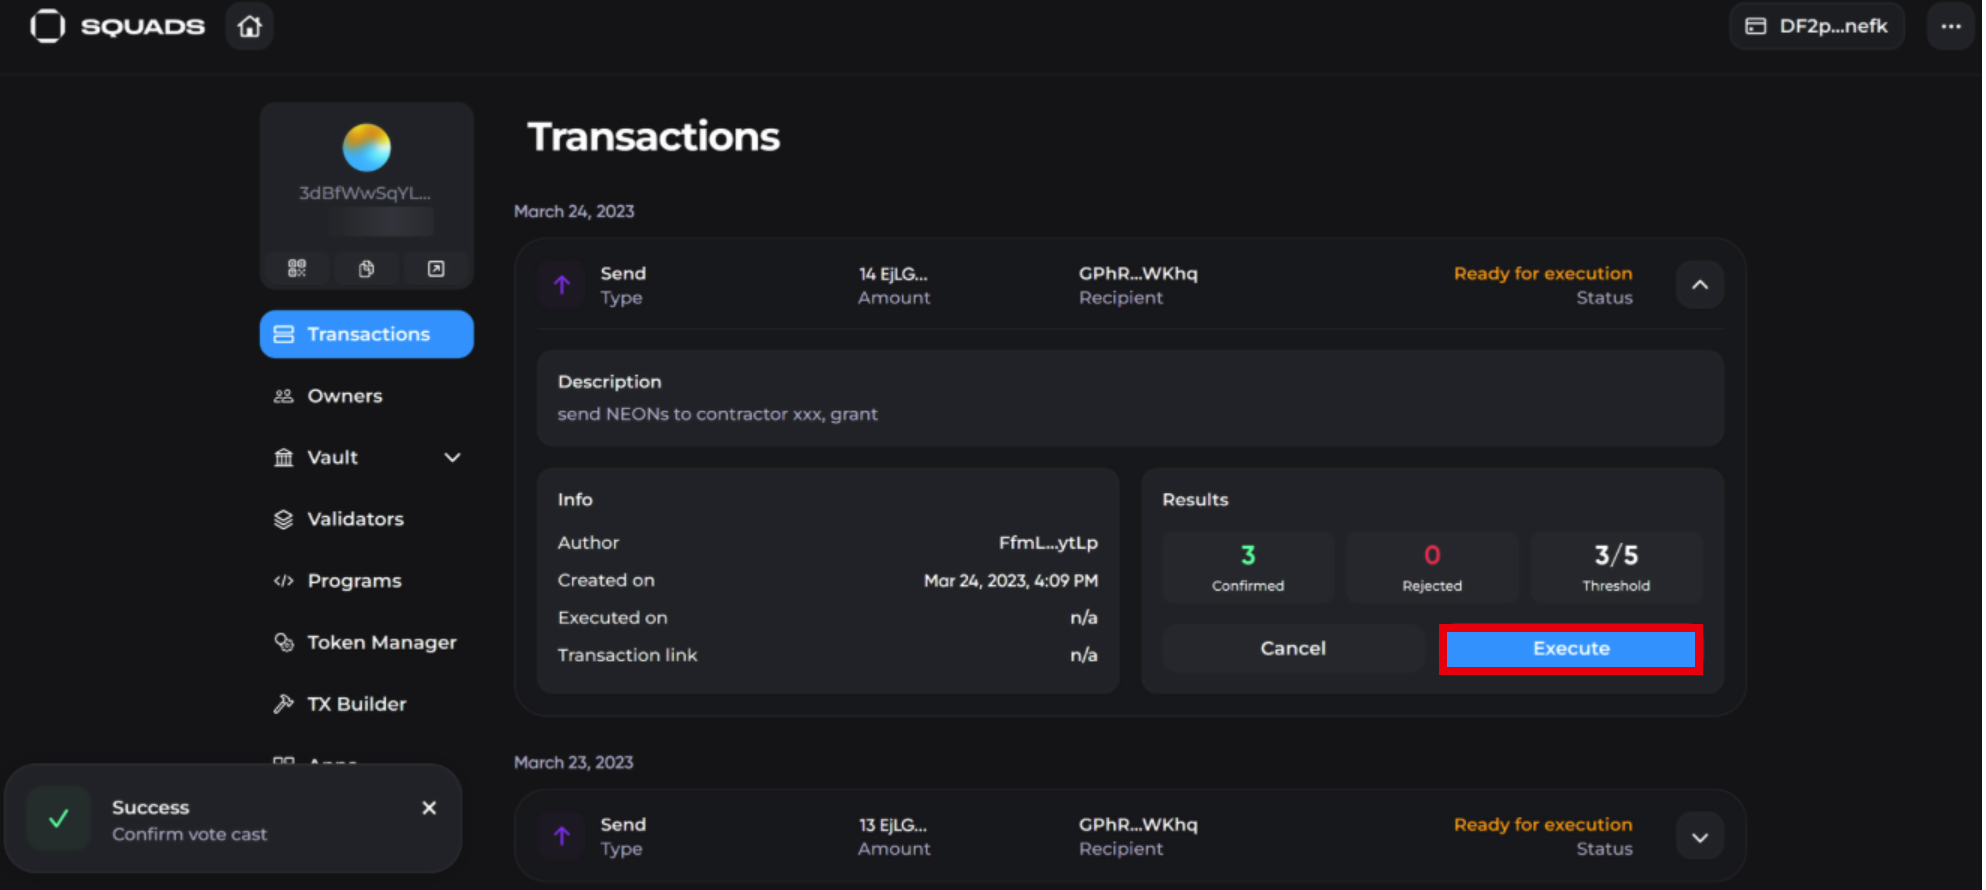 SQUADS
DF2p...nefk
3dBfWwSqYL...
Transactions
Owners
Vault
Validators
Programs
Token Manager
TX Builder
Success
Confirm vote cast
Transactions
March 24, 2023
Send
Type
14 EjLG...
Amount
GPhR...WKhq
Recipient
Ready for execution
Status
Description
send NEONs to contractor xxx, grant
Info
Author FfmL...ytLp
Created on Mar 24, 2023, 4:09 PM
Executed on n/a
Transaction link n/a
Results
3
Confirmed
0
Rejected
3/5
Threshold
Cancel
Execute
March 23, 2023
Send
Type
13 EjLG...
Amount
GPhR...WKhq
Recipient
Ready for execution
Status